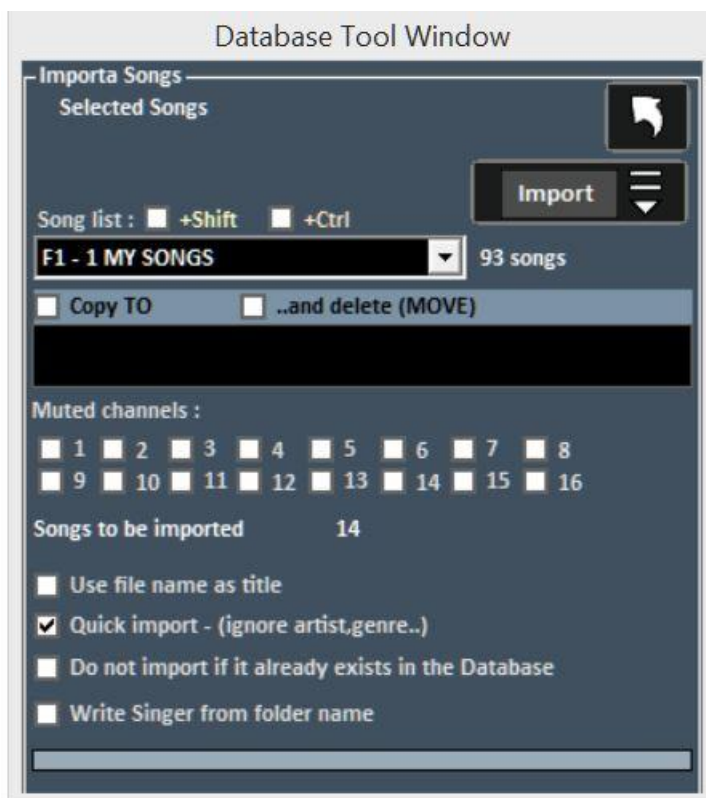 Database Tool Window
Importa Songs
Selected Songs
Import
Song list : +Shift +Ctrl
F1 - 1 MY SONGS 93 songs
Copy TO ..and delete (MOVE)
Muted channels :
1 2 3 4 5 6 7 8
9 10 11 12 13 14 15 16
Songs to be imported 14
Use file name as title
Quick import - (ignore artist,genre..)
Do not import if it already exists in the Database
Write Singer from folder name